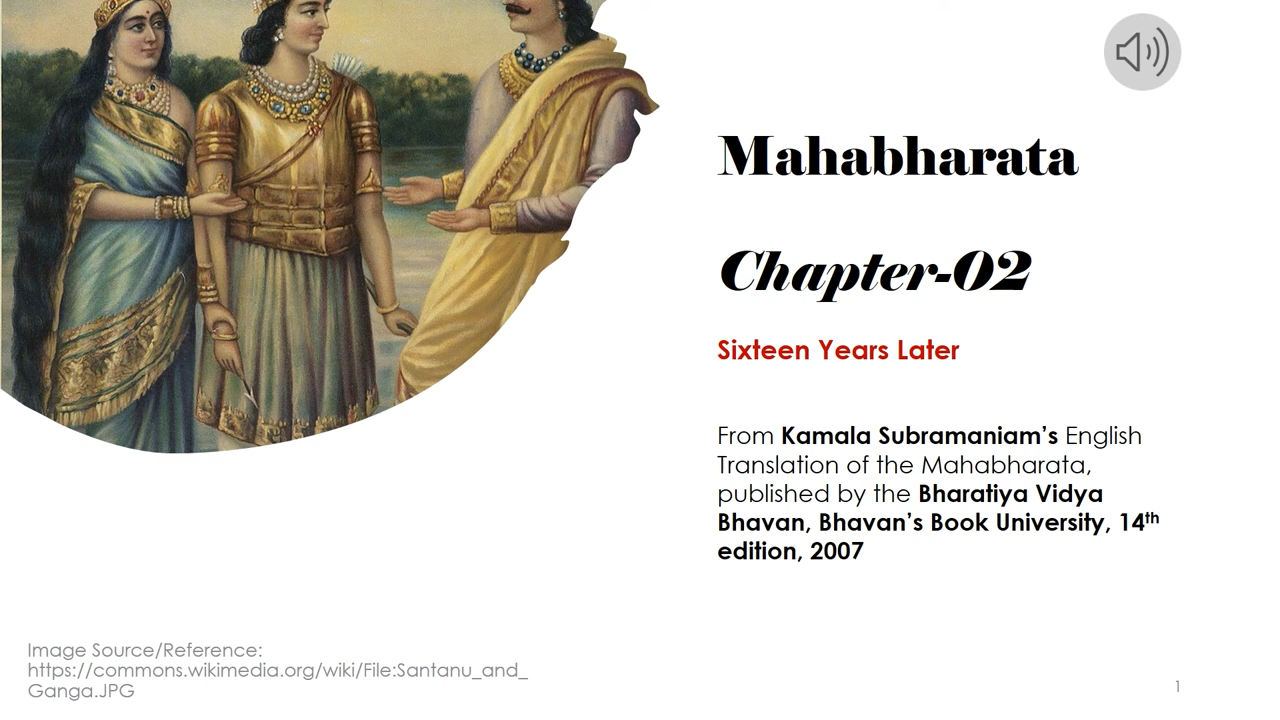 Mahabharata
Chapter-02
Sixteen Years Later
From Kamala Subramaniam’s English
Translation of the Mahabharata,
published by the Bharatiya Vidya
Bhavan, Bhavan’s Book University, 14th
edition, 2007
Image Source/Reference:
https://commons.wikimedia.org/wiki/File:Santanu_and_
Ganga.JPG
1